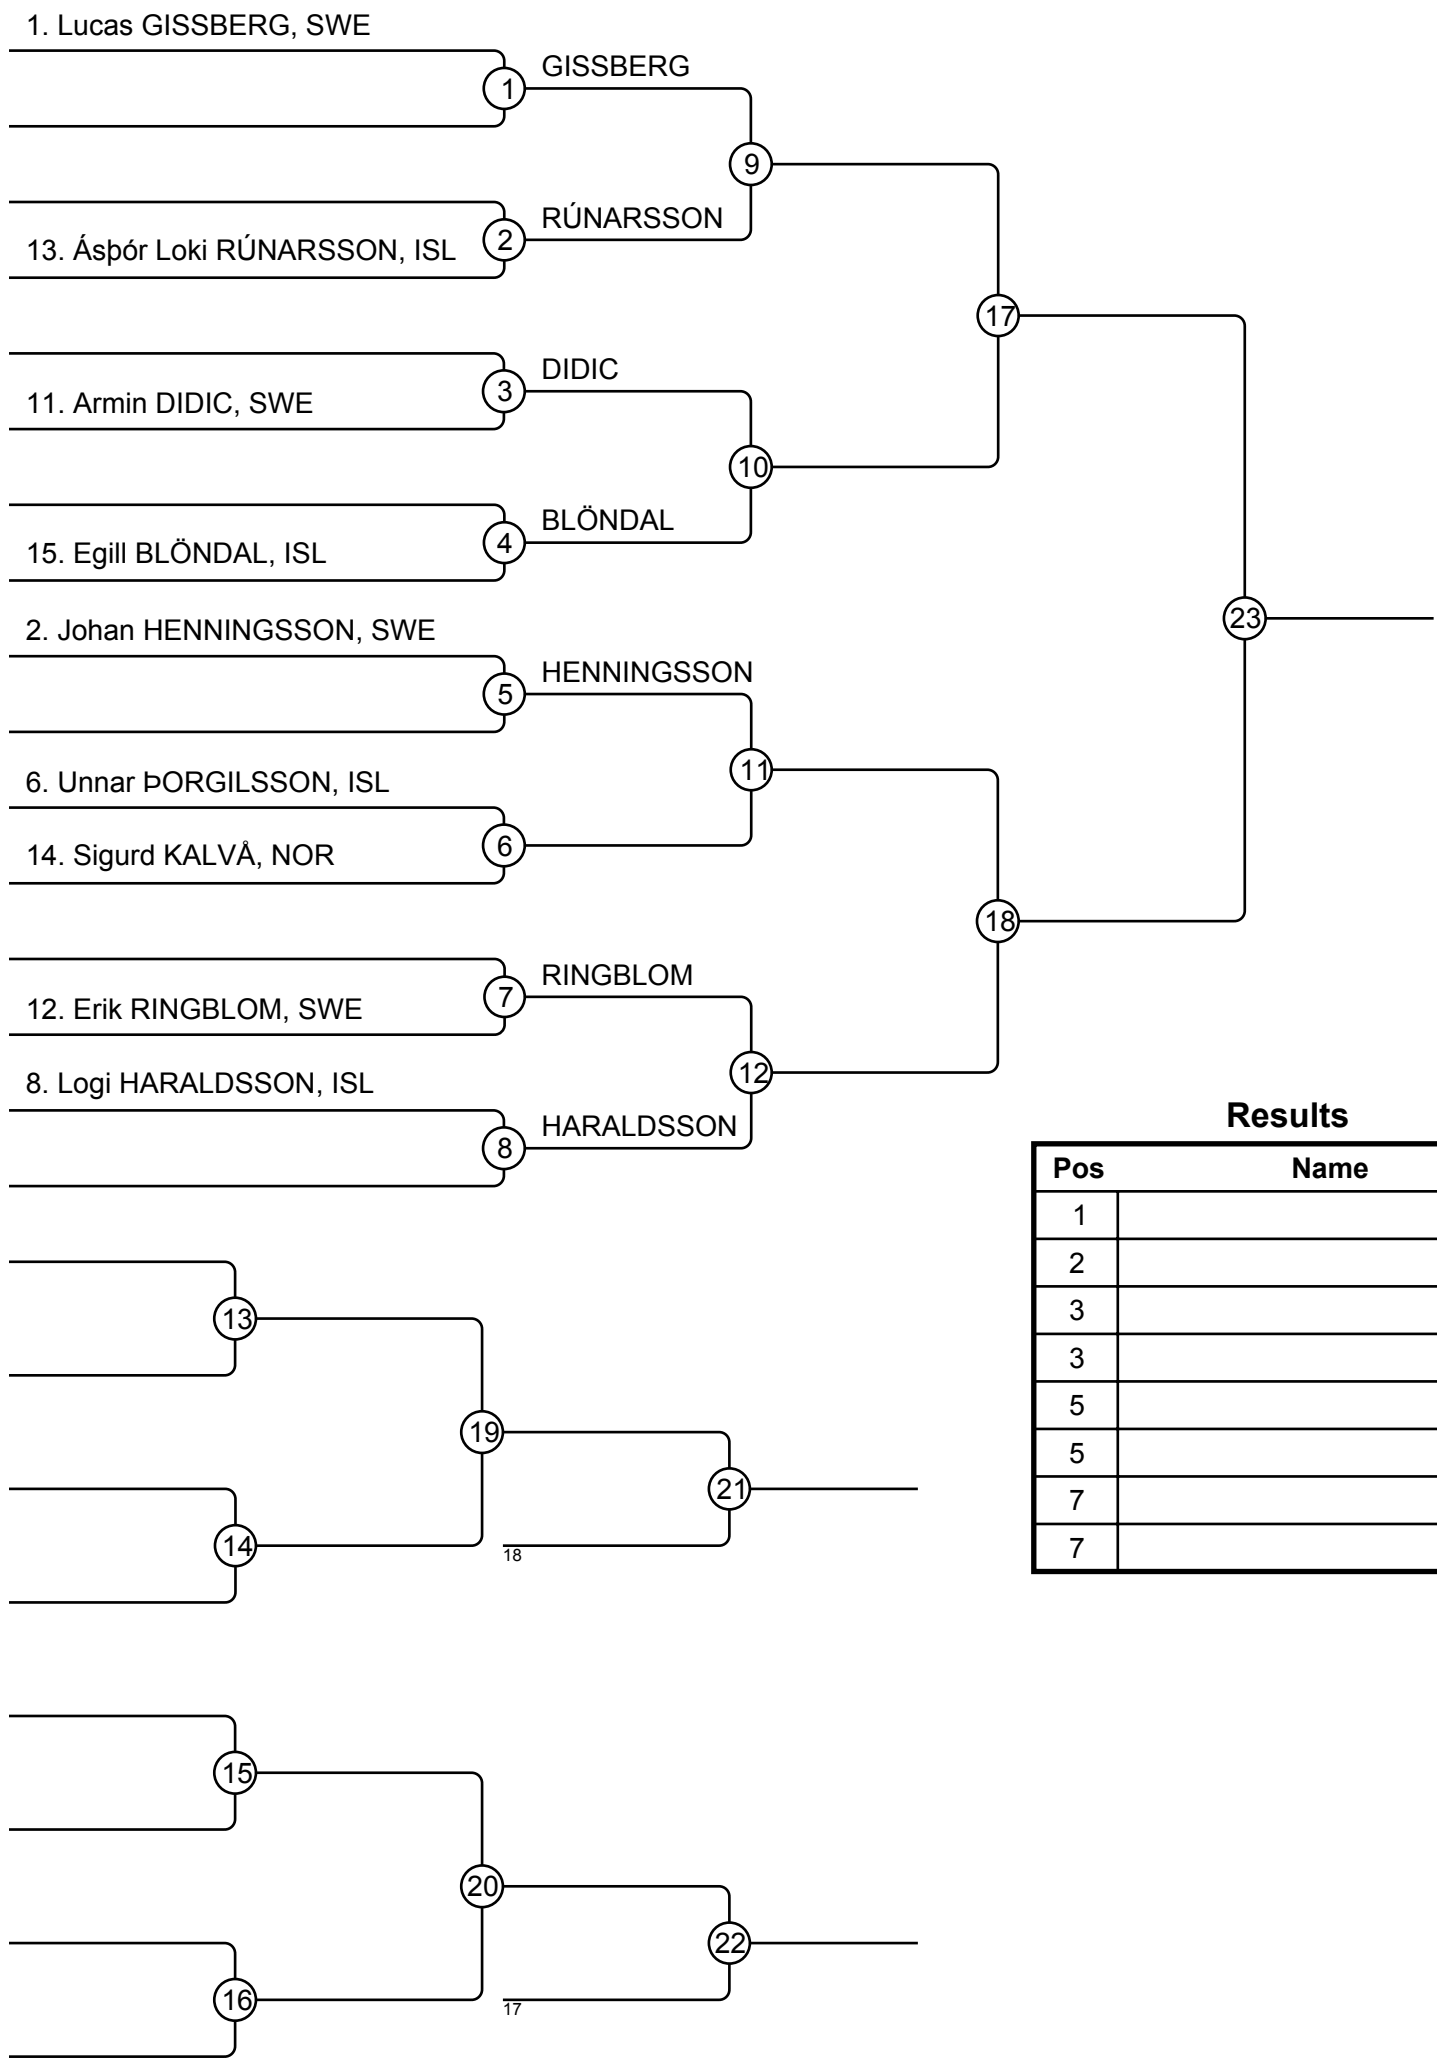 1. Lucas GISSBERG, SWE
GISSBERG
1
9
RÚNARSSON
2
13. Ásþór Loki RÚNARSSON, ISL
17
DIDIC
3
11. Armin DIDIC, SWE
10
BLÖNDAL
4
15. Egill BLÖNDAL, ISL
23
2. Johan HENNINGSSON, SWE
HENNINGSSON
5
11
6. Unnar ÞORGILSSON, ISL
6
14. Sigurd KALVÅ, NOR
18
RINGBLOM
7
12. Erik RINGBLOM, SWE
12
8. Logi HARALDSSON, ISL
HARALDSSON
8
Results
Pos Name
1
2
3
3
5
5
7
7
13
19
21
14
18
15
20
22
16
17